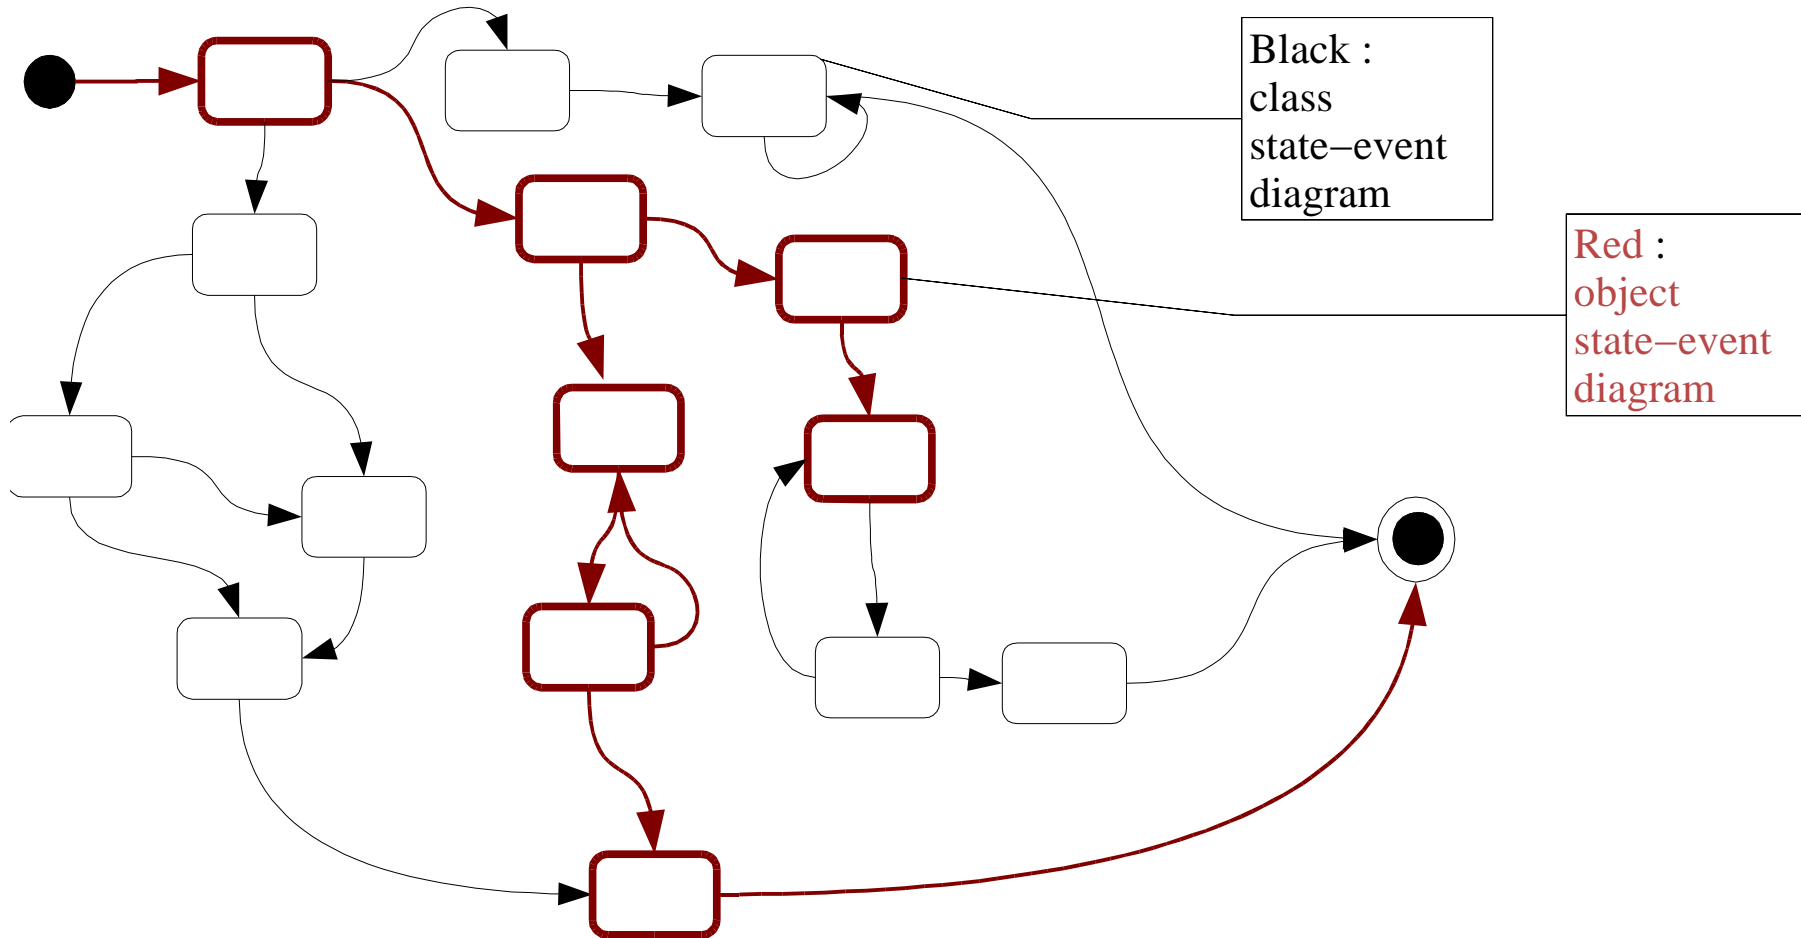 Black :
class
state−event
diagram
Red :
object
state−event
diagram